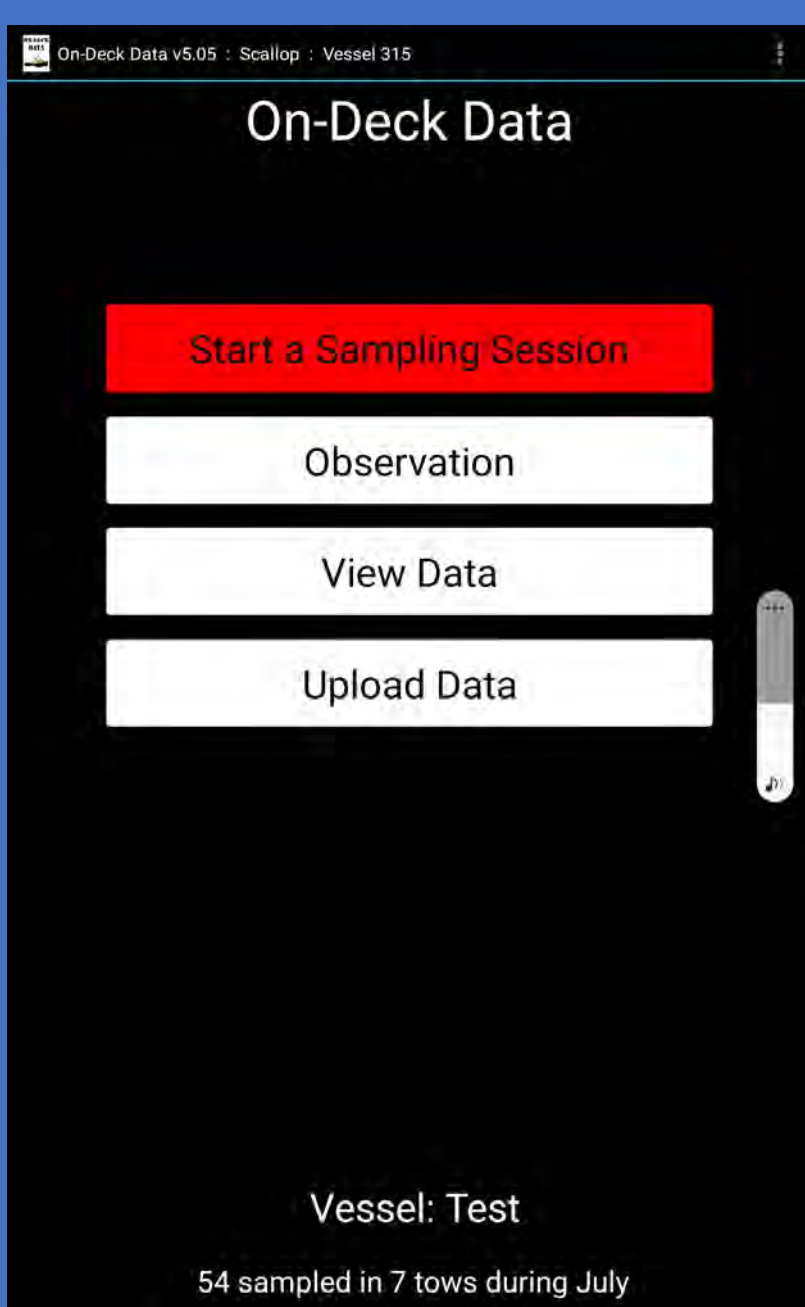 On-Deck Data v5.05 : Scallop : Vessel 315
On-Deck Data
Start a Sampling Session
Observation
View Data
Upload Data
Vessel: Test
54 sampled in 7 tows during July